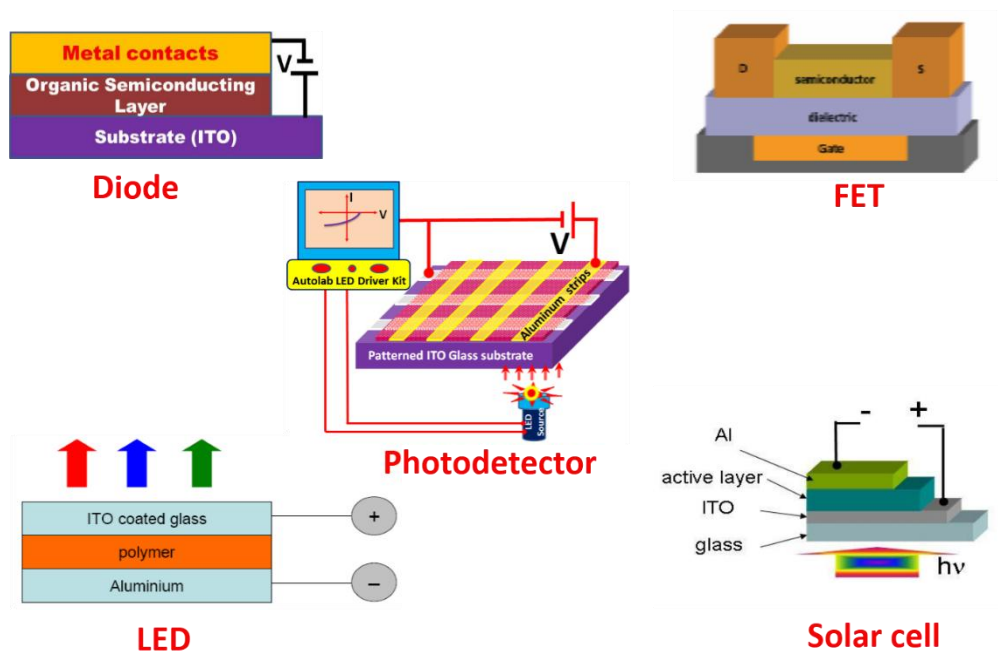 Metal contacts
V
Organic Semiconducting
Layer
Substrate (ITO)
Diode
D
semiconductor
S
dielectric
Gate
FET
I
V
Autolab LED Driver Kit
V
Aluminum strips
Patterned ITO Glass substrate
LED
Source
Photodetector
ITO coated glass
+
polymer
Aluminium
–
LED
- +
Al
active layer
ITO
glass
hν
Solar cell